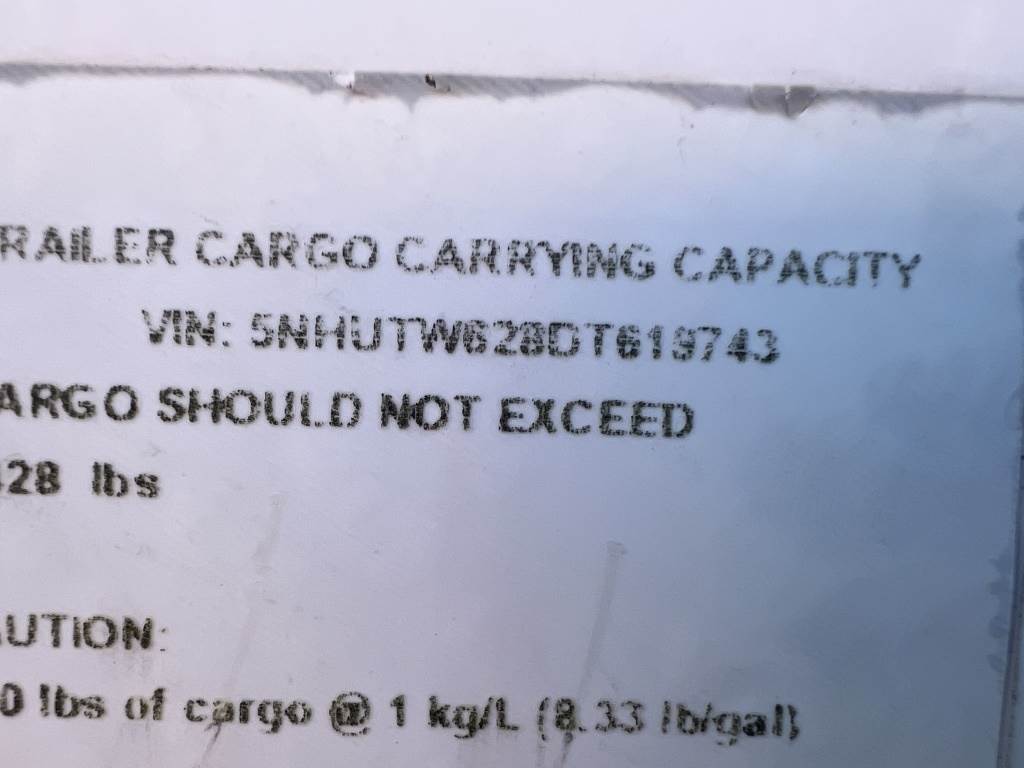 RAILER CARGO CARRYING CAPACITY
VIN: 5NHUTW628DT619743
ARGO SHOULD NOT EXCEED
28 lbs
UTION:
0 lbs of cargo @ 1 kg/L (8.33 lb/gal)